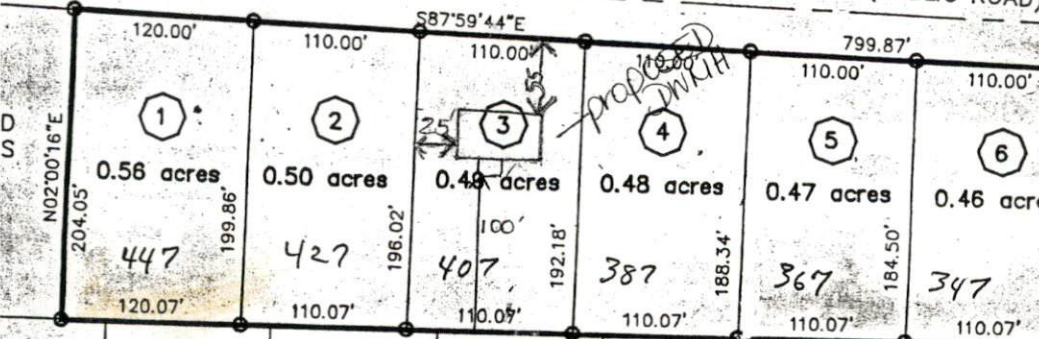 S87°59'44"E
120.00'
110.00'
110.00'
110.00'
799.87'
110.00'
110.00'
55
proposed
DWKIH
D
S
N02°00'16"E
1
2
25'
3
4
5
6
0.56 acres
0.50 acres
0.49 acres
0.48 acres
0.47 acres
0.46 acre
204.05'
199.86'
196.02'
100'
192.18'
188.34'
184.50'
447
427
407
387
367
347
120.07'
110.07'
110.07'
110.07'
110.07'
110.07'